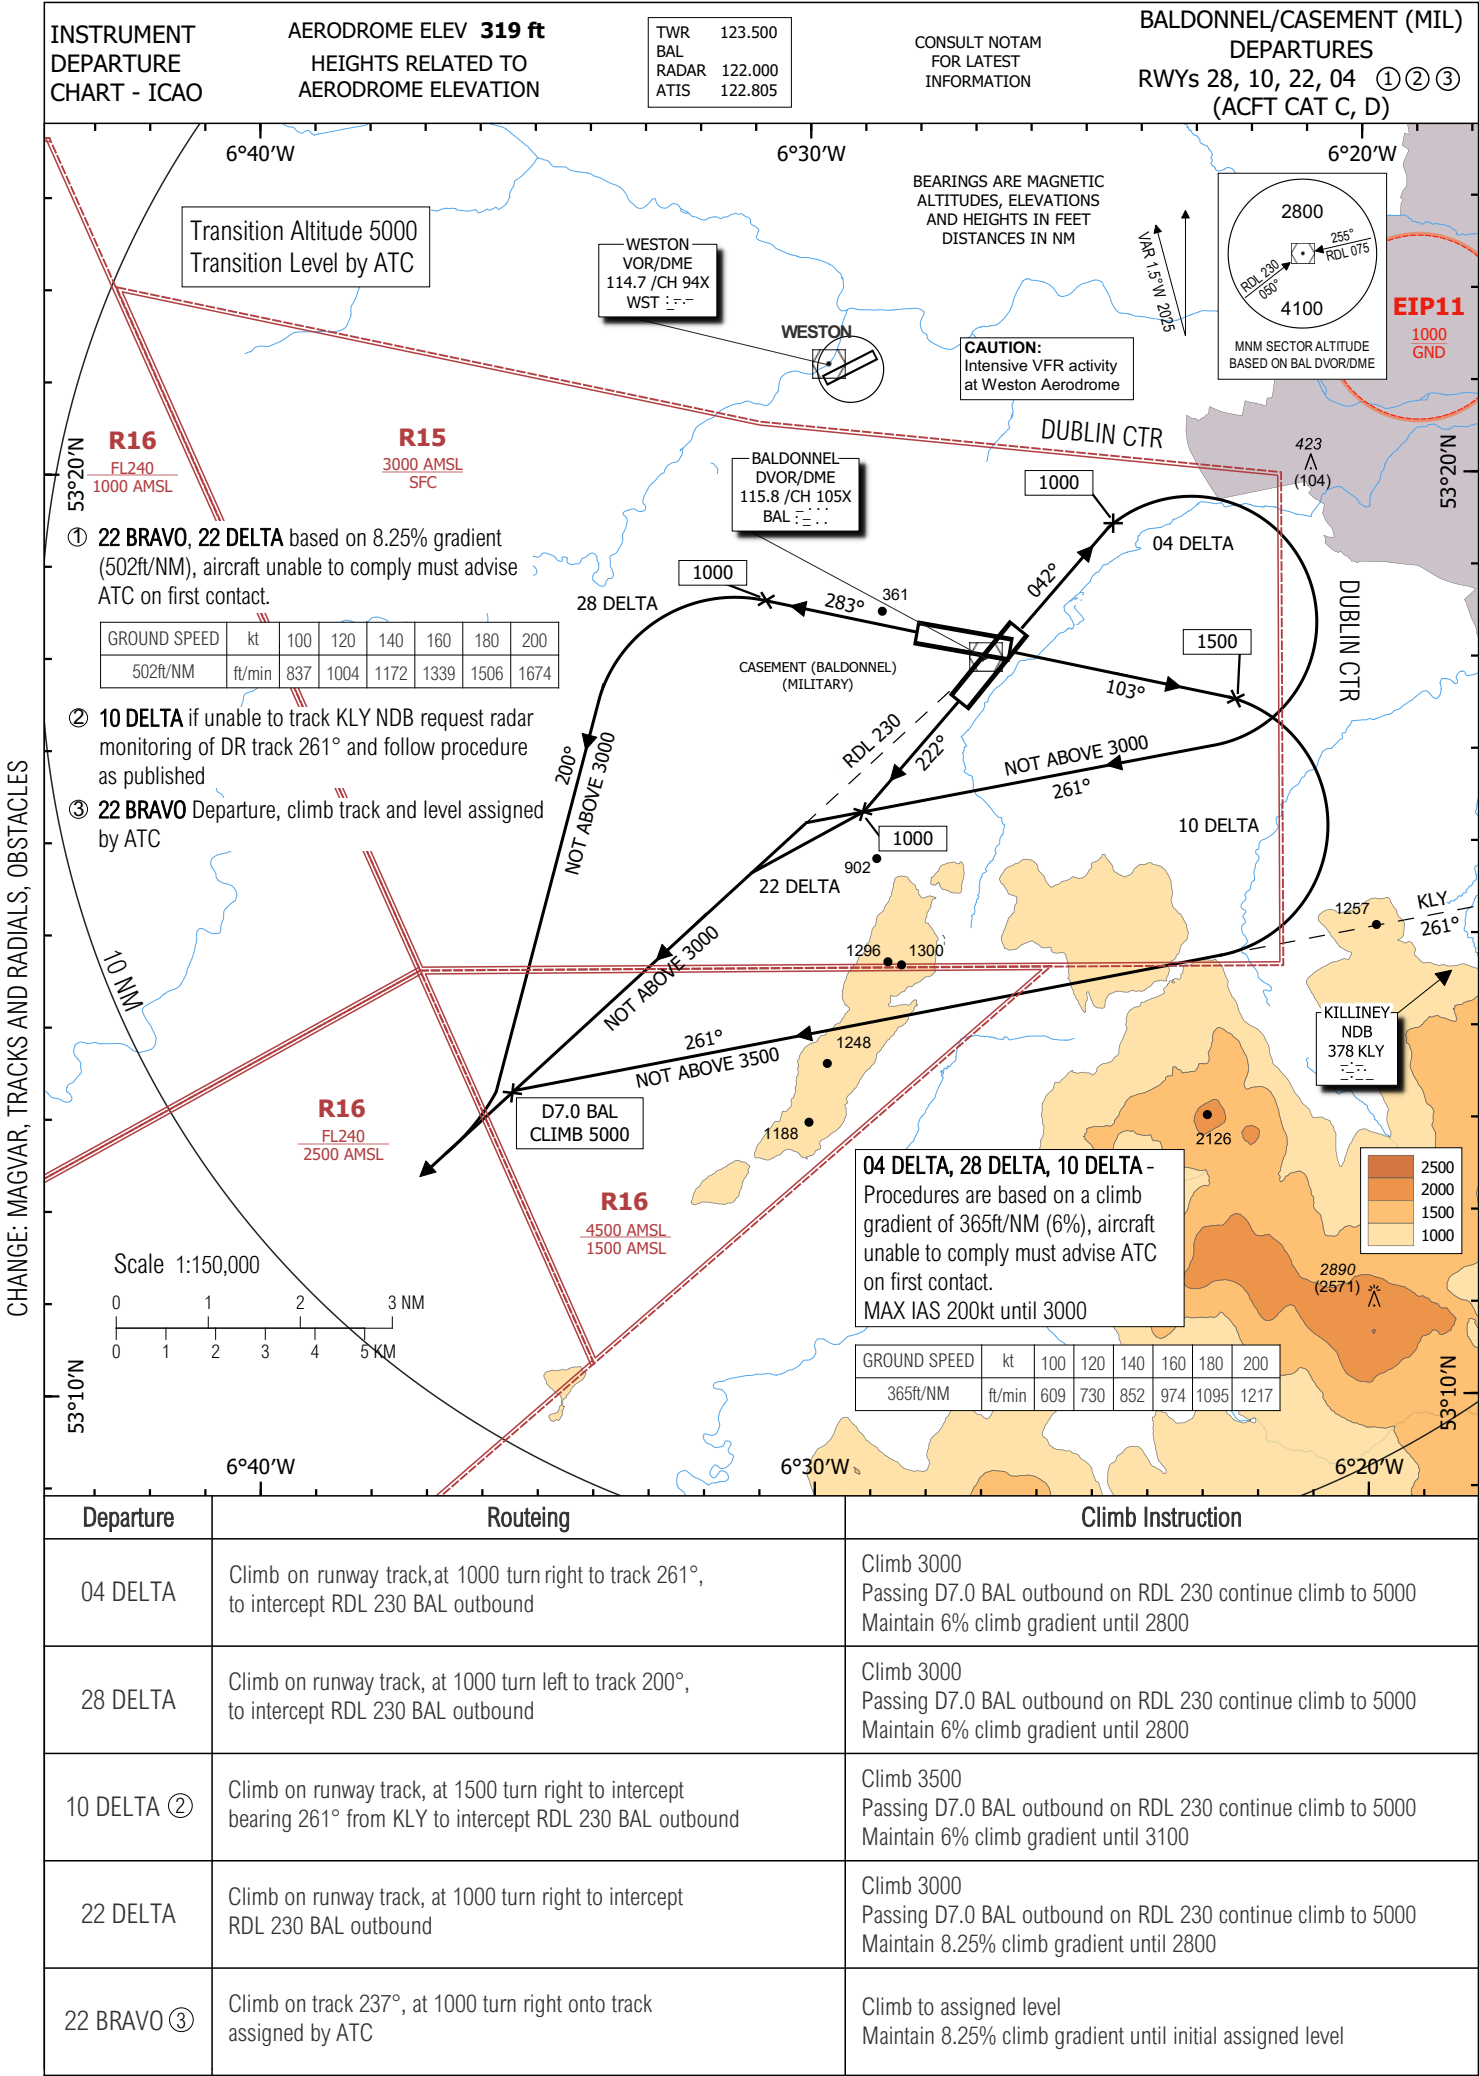 INSTRUMENT
DEPARTURE
CHART - ICAO
AERODROME ELEV 319 ft
HEIGHTS RELATED TO
AERODROME ELEVATION
TWR 123.500
BAL
RADAR 122.000
ATIS 122.805
CONSULT NOTAM
FOR LATEST
INFORMATION
BALDONNEL/CASEMENT (MIL)
DEPARTURES
RWYs 28, 10, 22, 04 ① ② ③
(ACFT CAT C, D)
6°40'W
6°30'W
6°20'W
Transition Altitude 5000
Transition Level by ATC
WESTON
VOR/DME
114.7 /CH 94X
WST
WESTON
BEARINGS ARE MAGNETIC
ALTITUDES, ELEVATIONS
AND HEIGHTS IN FEET
DISTANCES IN NM
VAR 1.5°W 2025
2800
255°
RDL 075
RDL 230
050°
4100
MNM SECTOR ALTITUDE
BASED ON BAL DVOR/DME
EIP11
1000
GND
CAUTION:
Intensive VFR activity
at Weston Aerodrome
53°20'N
R16
FL240
1000 AMSL
R15
3000 AMSL
SFC
DUBLIN CTR
423
(104)
53°20'N
BALDONNEL
DVOR/DME
115.8 /CH 105X
BAL
1000
04 DELTA
042°
① 22 BRAVO, 22 DELTA based on 8.25% gradient
(502ft/NM), aircraft unable to comply must advise
ATC on first contact.
GROUND SPEED kt 100 120 140 160 180 200
502ft/NM ft/min 837 1004 1172 1339 1506 1674
1000
28 DELTA
283°
361
DUBLIN CTR
1500
CASEMENT (BALDONNEL)
(MILITARY)
103°
② 10 DELTA if unable to track KLY NDB request radar
monitoring of DR track 261° and follow procedure
as published
③ 22 BRAVO Departure, climb track and level assigned
by ATC
200°
NOT ABOVE 3000
RDL 230
222°
NOT ABOVE 3000
261°
10 DELTA
1000
902
22 DELTA
NOT ABOVE 3000
1296
1300
1257
KLY
261°
10 NM
KILLINEY
NDB
378 KLY
261°
NOT ABOVE 3500
1248
1188
D7.0 BAL
CLIMB 5000
R16
FL240
2500 AMSL
R16
4500 AMSL
1500 AMSL
2126
04 DELTA, 28 DELTA, 10 DELTA -
Procedures are based on a climb
gradient of 365ft/NM (6%), aircraft
unable to comply must advise ATC
on first contact.
MAX IAS 200kt until 3000
2500
2000
1500
1000
2890
(2571)
Scale 1:150,000
0 1 2 3 NM
0 1 2 3 4 5 KM
GROUND SPEED kt 100 120 140 160 180 200
365ft/NM ft/min 609 730 852 974 1095 1217
53°10'N
53°10'N
6°40'W
6°30'W
6°20'W
CHANGE: MAGVAR, TRACKS AND RADIALS, OBSTACLES
Departure Routeing Climb Instruction
04 DELTA
Climb on runway track, at 1000 turn right to track 261°,
to intercept RDL 230 BAL outbound
Climb 3000
Passing D7.0 BAL outbound on RDL 230 continue climb to 5000
Maintain 6% climb gradient until 2800
28 DELTA
Climb on runway track, at 1000 turn left to track 200°,
to intercept RDL 230 BAL outbound
Climb 3000
Passing D7.0 BAL outbound on RDL 230 continue climb to 5000
Maintain 6% climb gradient until 2800
10 DELTA ②
Climb on runway track, at 1500 turn right to intercept
bearing 261° from KLY to intercept RDL 230 BAL outbound
Climb 3500
Passing D7.0 BAL outbound on RDL 230 continue climb to 5000
Maintain 6% climb gradient until 3100
22 DELTA
Climb on runway track, at 1000 turn right to intercept
RDL 230 BAL outbound
Climb 3000
Passing D7.0 BAL outbound on RDL 230 continue climb to 5000
Maintain 8.25% climb gradient until 2800
22 BRAVO ③
Climb on track 237°, at 1000 turn right onto track
assigned by ATC
Climb to assigned level
Maintain 8.25% climb gradient until initial assigned level